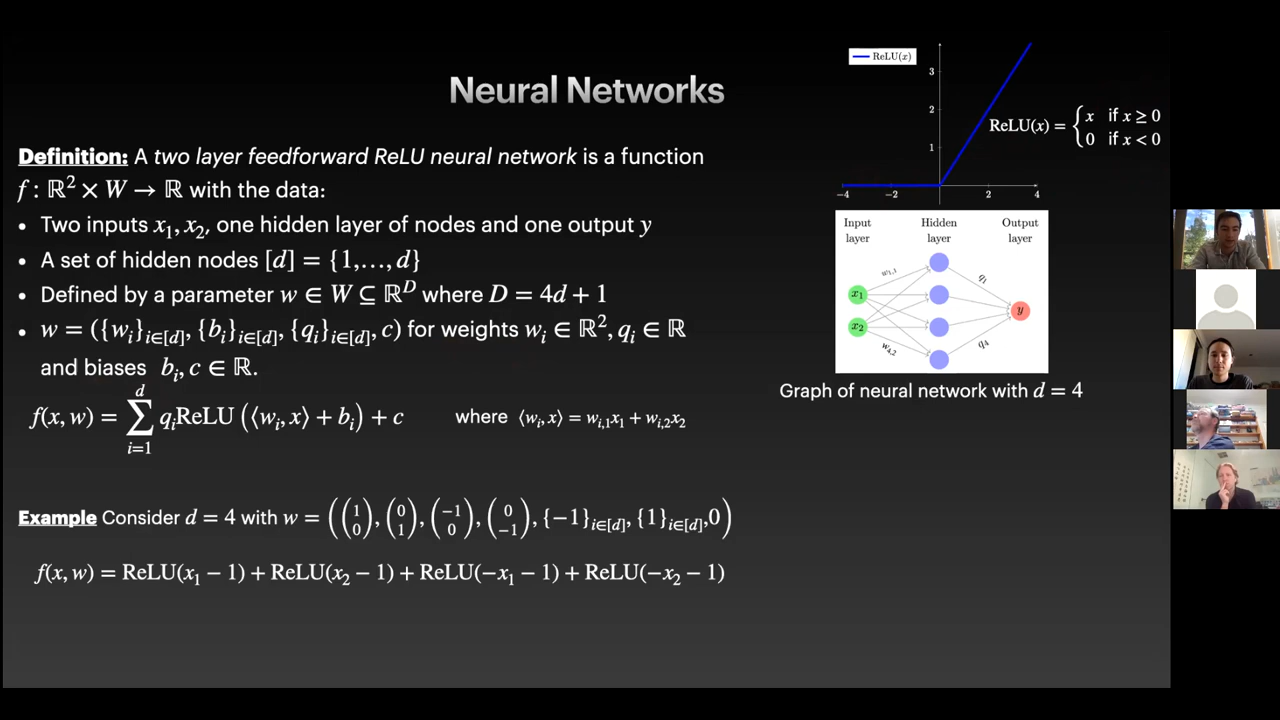 Neural Networks
Definition: A two layer feedforward ReLU neural network is a function
f : ℝ² × W → ℝ with the data:
• Two inputs x₁, x₂, one hidden layer of nodes and one output y
• A set of hidden nodes [d] = {1,…,d}
• Defined by a parameter w ∈ W ⊆ ℝᴰ where D = 4d + 1
• w = ({wᵢ}ᵢ∈[d], {bᵢ}ᵢ∈[d], {qᵢ}ᵢ∈[d], c) for weights wᵢ ∈ ℝ², qᵢ ∈ ℝ
and biases bᵢ, c ∈ ℝ.
f(x, w) = ∑ᵢ₌₁ᵈ qᵢReLU (⟨wᵢ, x⟩ + bᵢ) + c where ⟨wᵢ, x⟩ = wᵢ,₁x₁ + wᵢ,₂x₂
Example Consider d = 4 with w = ((1 0), (0 1), (−1 0), (0 −1), {−1}ᵢ∈[d], {1}ᵢ∈[d],0)
f(x, w) = ReLU(x₁ − 1) + ReLU(x₂ − 1) + ReLU(−x₁ − 1) + ReLU(−x₂ − 1)
ReLU(x)
3
2
1
−4 −2 2 4
ReLU(x) = { x if x ≥ 0
0 if x < 0
Input layer Hidden layer Output layer
w₁,₁ q₁
x₁
y
x₂
w₄,₂ q₄
Graph of neural network with d = 4